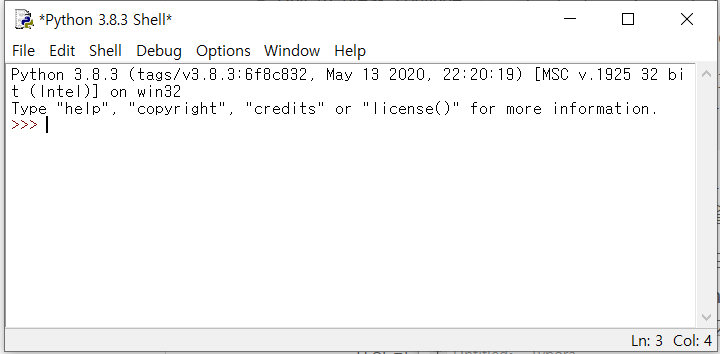 *Python 3.8.3 Shell*
File Edit Shell Debug Options Window Help
Python 3.8.3 (tags/v3.8.3:6f8c832, May 13 2020, 22:20:19) [MSC v.1925 32 bi
t (Intel)] on win32
Type "help", "copyright", "credits" or "license()" for more information.
>>>
Ln: 3 Col: 4